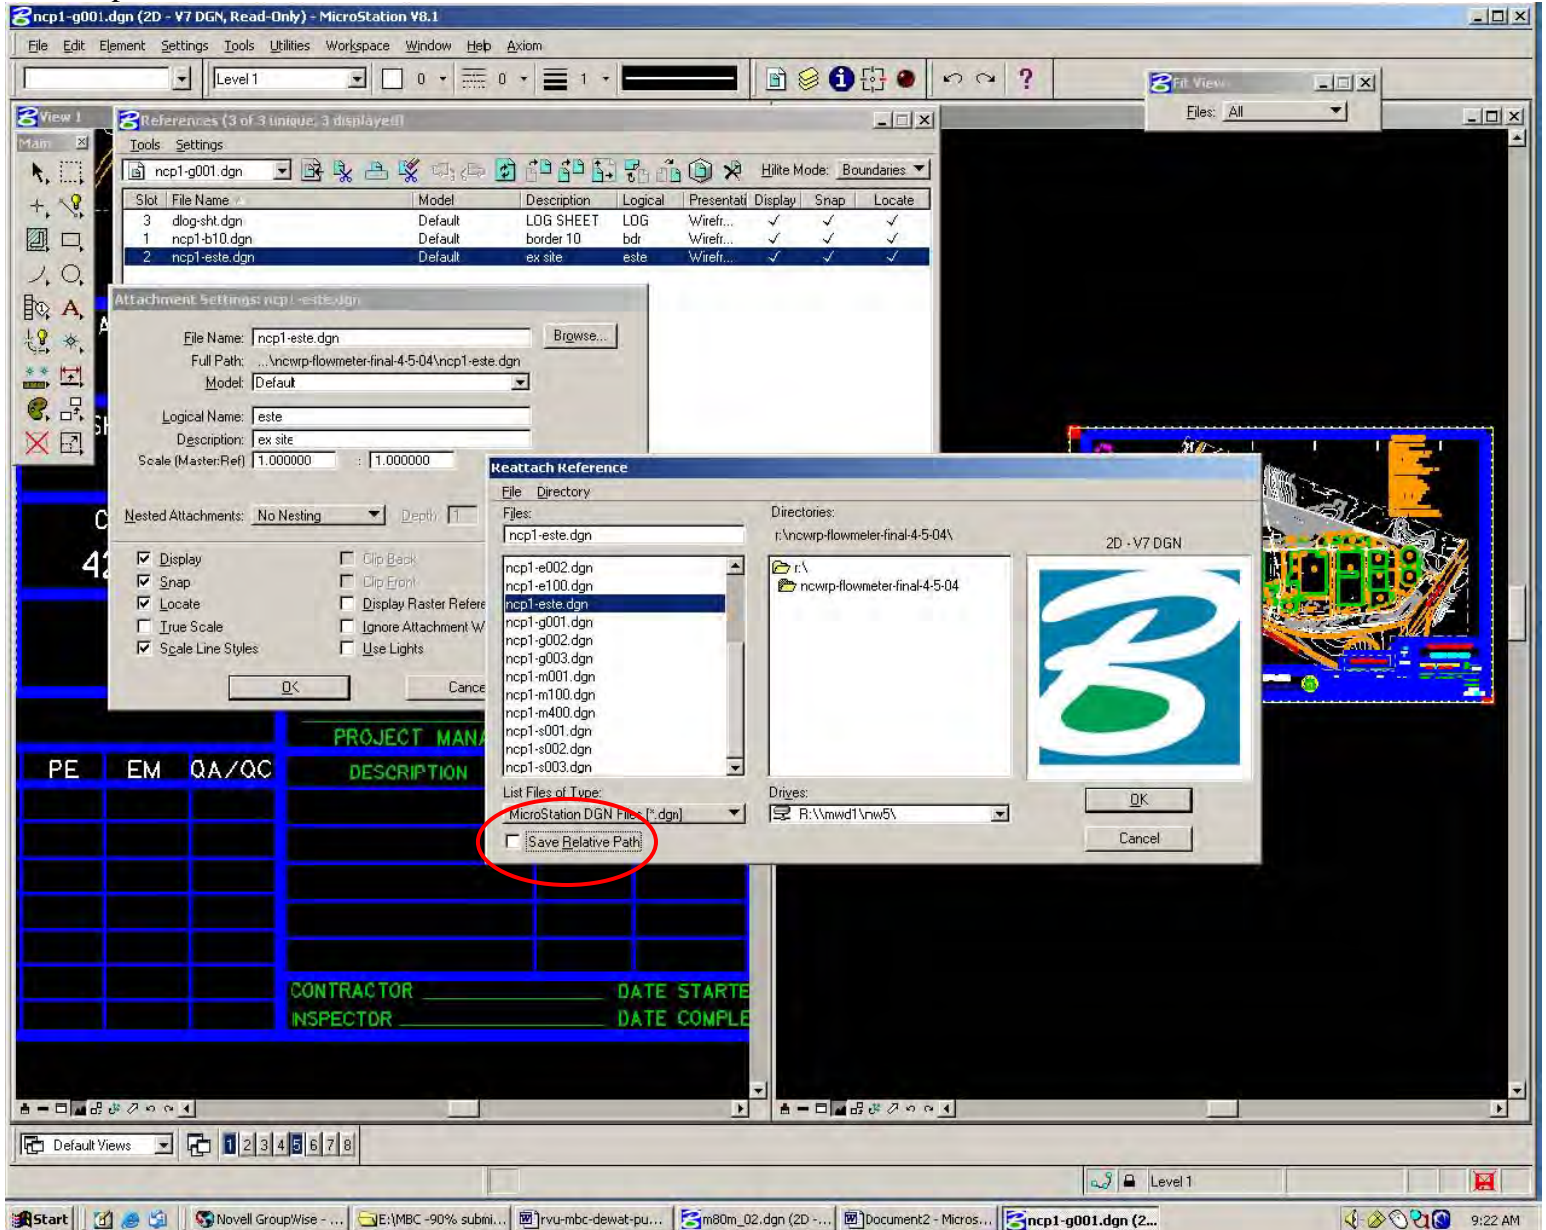 ncp1-g001.dgn (2D - V7 DGN, Read-Only) - MicroStation V8.1
File Edit Element Settings Tools Utilities Workspace Window Help Axiom
Level 1 0 0 1 ?
Fit View
Files: All
View 1
References (3 of 3 unique, 3 displayed)
Main
Tools Settings
ncp1-g001.dgn Hilite Mode: Boundaries
Slot File Name Model Description Logical Presentati Display Snap Locate
3 dlog-sht.dgn Default LOG SHEET LOG Wirefr... ✓ ✓ ✓
1 ncp1-b10.dgn Default border 10 bdr Wirefr... ✓ ✓ ✓
2 ncp1-este.dgn Default ex site este Wirefr... ✓ ✓ ✓
Attachment Settings: ncp1-este.dgn
File Name: ncp1-este.dgn Browse...
Full Path: ...\ncwrp-flowmeter-final-4-5-04\ncp1-este.dgn
Model: Default
Logical Name: este
Description: ex site
Scale (Master:Ref) 1.000000 : 1.000000
Nested Attachments: No Nesting Depth: 1
Display Clip Back
Snap Clip Front
Locate Display Raster Refere
True Scale Ignore Attachment W
Scale Line Styles Use Lights
OK Cance
Reattach Reference
File Directory
Files: Directories:
ncp1-este.dgn r:\ncwrp-flowmeter-final-4-5-04\
2D - V7 DGN
ncp1-e002.dgn r:\
ncp1-e100.dgn ncwrp-flowmeter-final-4-5-04
ncp1-este.dgn
ncp1-g001.dgn
ncp1-g002.dgn
ncp1-g003.dgn
ncp1-m001.dgn
ncp1-m100.dgn
ncp1-m400.dgn
ncp1-s001.dgn
ncp1-s002.dgn
ncp1-s003.dgn
List Files of Type: Drives:
MicroStation DGN Files [*.dgn] R:\\mwd1\nw5\ OK
Save Relative Path Cancel
PROJECT MANA
PE EM QA/QC DESCRIPTION
CONTRACTOR DATE STARTE
INSPECTOR DATE COMPLE
Default Views 1 2 3 4 5 6 7 8
Level 1
Start Novell GroupWise - ... E:\MBC -90% submi... rvu-mbc-dewat-pu... m80m_02.dgn (2D -... Document2 - Micros... ncp1-g001.dgn (2... 9:22 AM